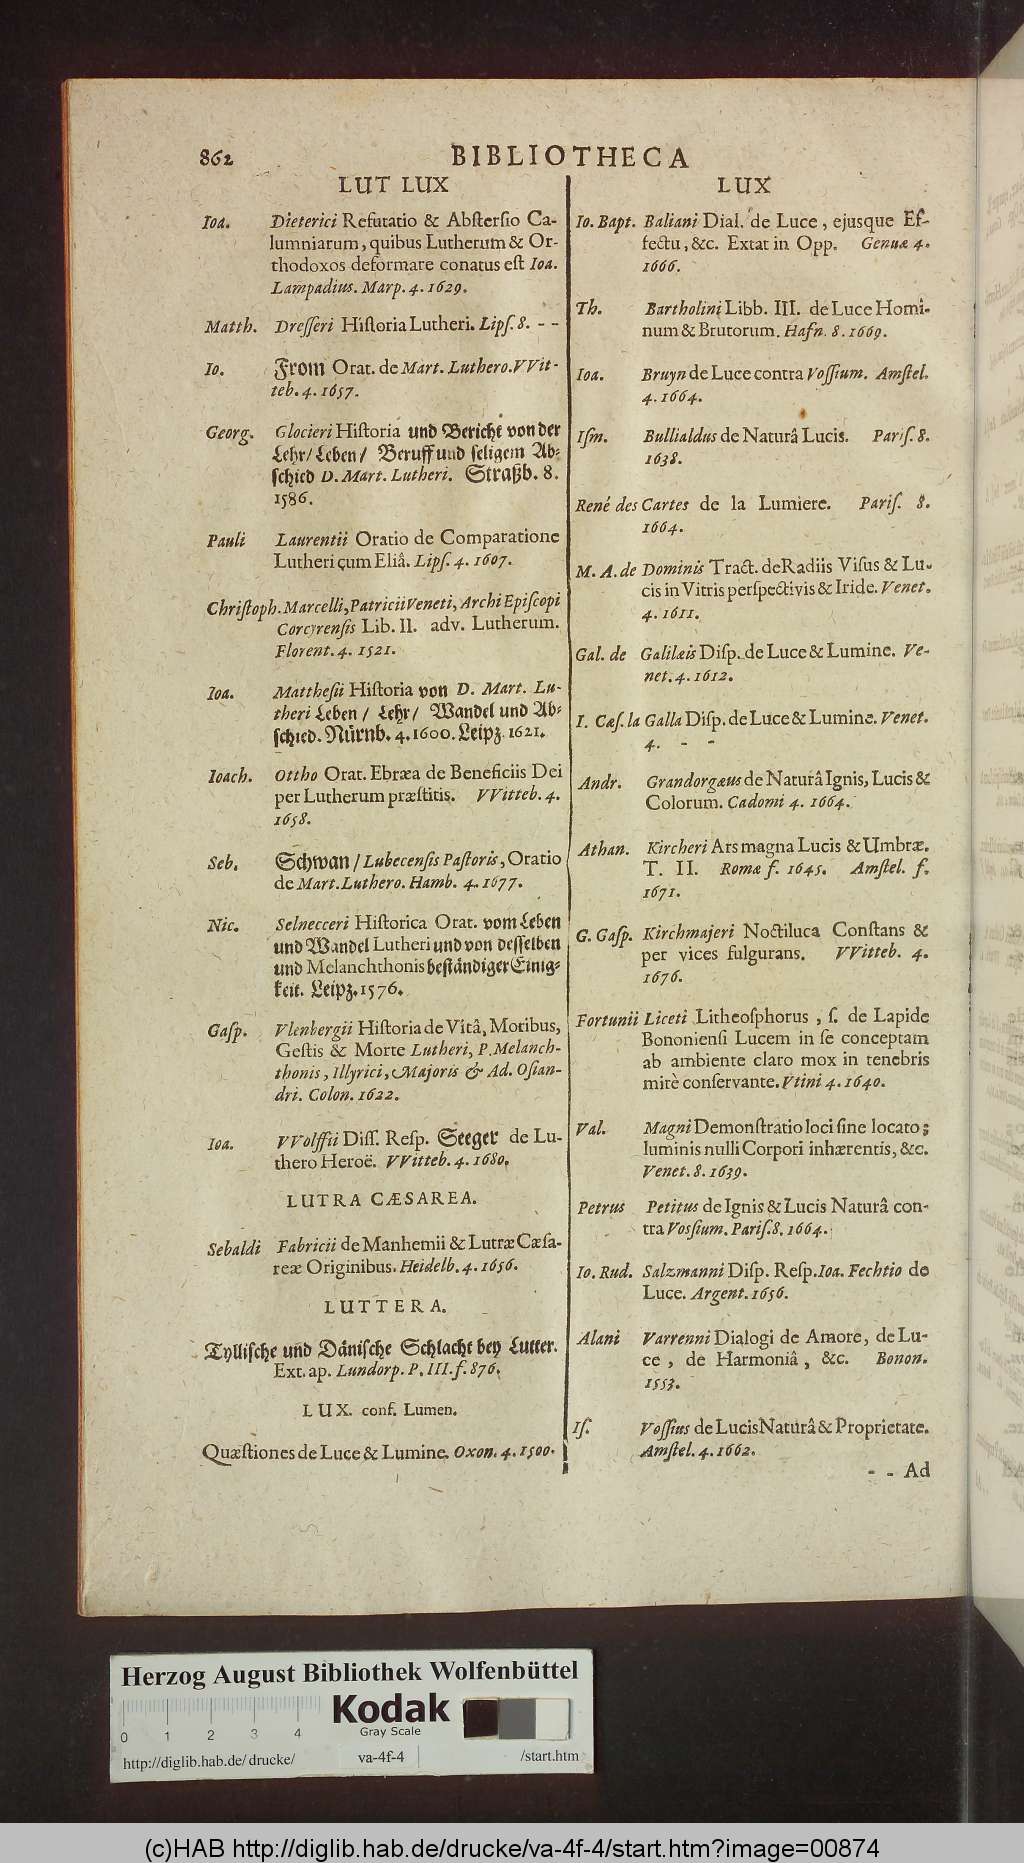 862
BIBLIOTHECA
LUT LUX
Ioa. Dieterici Refutatio & Abſterſio Ca-
lumniarum, quibus Lutherum & Or-
thodoxos deformare conatus eſt Ioa.
Lampadius. Marp. 4. 1629.
Matth. Dreſſeri Hiſtoria Lutheri. Lipſ. 8. - -
Io. From Orat. de Mart. Luthero. VVit-
teb. 4. 1657.
Georg. Glocieri Hiſtoria und Bericht von der
Lehr/ Leben/ Beruff und ſeligem Ab-
ſchied D. Mart. Lutheri. Straßb. 8.
1586.
Pauli Laurentii Oratio de Comparatione
Lutheri cum Eliâ. Lipſ. 4. 1607.
Chriſtoph. Marcelli, Patricii Veneti, Archi Epiſcopi
Corcyrenſis Lib. II. adv. Lutherum.
Florent. 4. 1521.
Ioa. Mattheſii Hiſtoria von D. Mart. Lu-
theri Leben/ Lehr/ Wandel und Ab-
ſchied. Nürnb. 4. 1600. Leipz. 1621.
Ioach. Ottho Orat. Ebræa de Beneficiis Dei
per Lutherum præſtitis. VVitteb. 4.
1658.
Seb. Schwan/ Lubecenſis Paſtoris, Oratio
de Mart. Luthero. Hamb. 4. 1677.
Nic. Selnecceri Hiſtorica Orat. vom Leben
und Wandel Lutheri und von deſſelben
und Melanchthonis beſtändiger Einig-
keit. Leipz. 1576.
Gaſp. Vlenbergii Hiſtoria de Vitâ, Moribus,
Geſtis & Morte Lutheri, P. Melanch-
thonis, Illyrici, Majoris & Ad. Oſian-
dri. Colon. 1622.
Ioa. VVolffii Diſſ. Reſp. Seeger de Lu-
thero Heroë. VVitteb. 4. 1680.
LUTRA CÆSAREA.
Sebaldi Fabricii de Manhemii & Lutræ Cæſa-
reæ Originibus. Heidelb. 4. 1656.
LUTTERA.
Tylliſche und Däniſche Schlacht bey Lutter.
Ext. ap. Lundorp. P. III. f. 876.
LUX. conf. Lumen.
Quæſtiones de Luce & Lumine. Oxon. 4. 1500.
LUX
Io. Bapt. Baliani Dial. de Luce, ejusque Ef-
fectu, &c. Extat in Opp. Genuæ 4.
1666.
Th. Bartholini Libb. III. de Luce Homi-
num & Brutorum. Hafn. 8. 1669.
Ioa. Bruyn de Luce contra Voſſium. Amſtel.
4. 1664.
Iſm. Bullialdus de Naturâ Lucis. Pariſ. 8.
1638.
René des Cartes de la Lumiere. Pariſ. 8.
1664.
M. A. de Dominis Tract. de Radiis Viſus & Lu-
cis in Vitris perſpectivis & Iride. Venet.
4. 1611.
Gal. de Galilæis Diſp. de Luce & Lumine. Ve-
net. 4. 1612.
I. Cæſ. la Galla Diſp. de Luce & Lumine. Venet.
4. - -
Andr. Grandorgæus de Naturâ Ignis, Lucis &
Colorum. Cadomi 4. 1664.
Athan. Kircheri Ars magna Lucis & Umbræ.
T. II. Romæ f. 1645. Amſtel. f.
1671.
G. Gaſp. Kirchmajeri Noctiluca Conſtans &
per vices fulgurans. VVitteb. 4.
1676.
Fortunii Liceti Litheoſphorus, ſ. de Lapide
Bononienſi Lucem in ſe conceptam
ab ambiente claro mox in tenebris
mirè conſervante. Vtini 4. 1640.
Val. Magni Demonſtratio loci ſine locato;
luminis nulli Corpori inhærentis, &c.
Venet. 8. 1639.
Petrus Petitus de Ignis & Lucis Naturâ con-
tra Vossium. Pariſ. 8. 1664.
Io. Rud. Salzmanni Diſp. Reſp. Ioa. Fechtio de
Luce. Argent. 1656.
Alani Varrenni Dialogi de Amore, de Lu-
ce, de Harmoniâ, &c. Bonon.
1553.
Iſ. Voſſius de Lucis Naturâ & Proprietate.
Amſtel. 4. 1662.
- - Ad
Herzog August Bibliothek Wolfenbüttel
Kodak
Gray Scale
0 1 2 3 4
http://diglib.hab.de/drucke/ va-4f-4 /start.htm
(c)HAB http://diglib.hab.de/drucke/va-4f-4/start.htm?image=00874